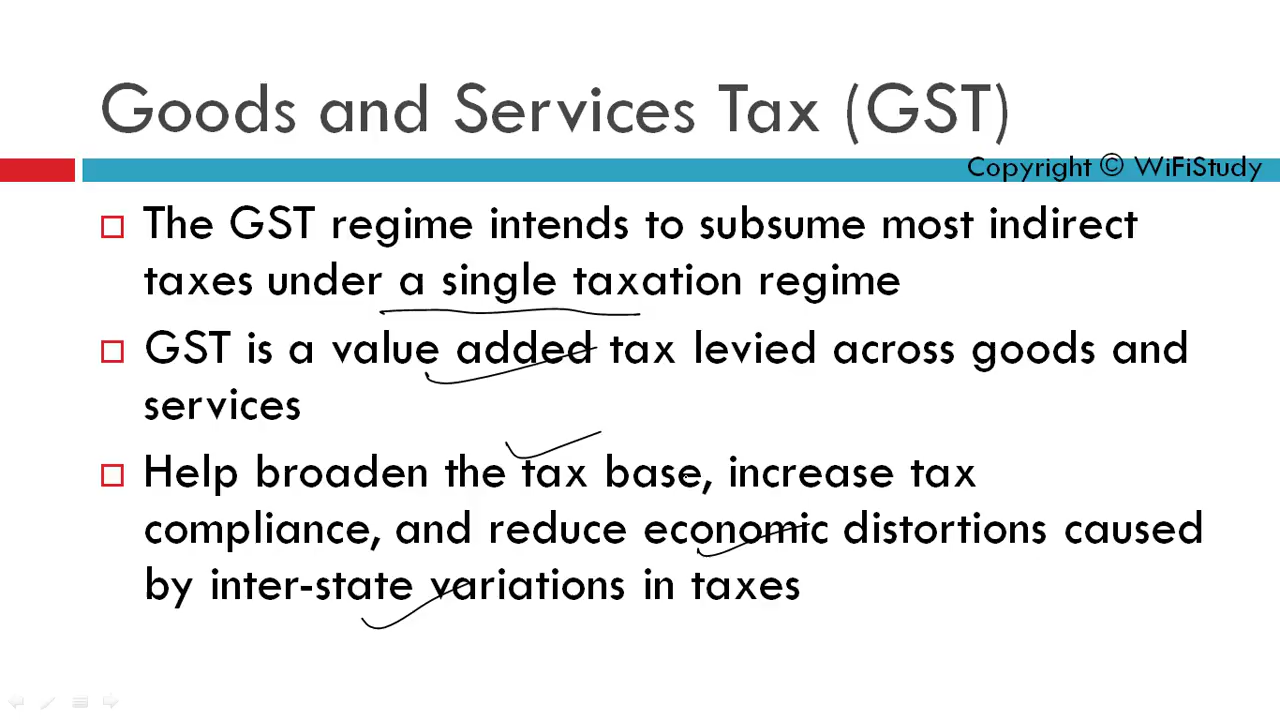 Goods and Services Tax (GST)
Copyright © WiFiStudy
The GST regime intends to subsume most indirect
taxes under a single taxation regime
GST is a value added tax levied across goods and
services
Help broaden the tax base, increase tax
compliance, and reduce economic distortions caused
by inter-state variations in taxes